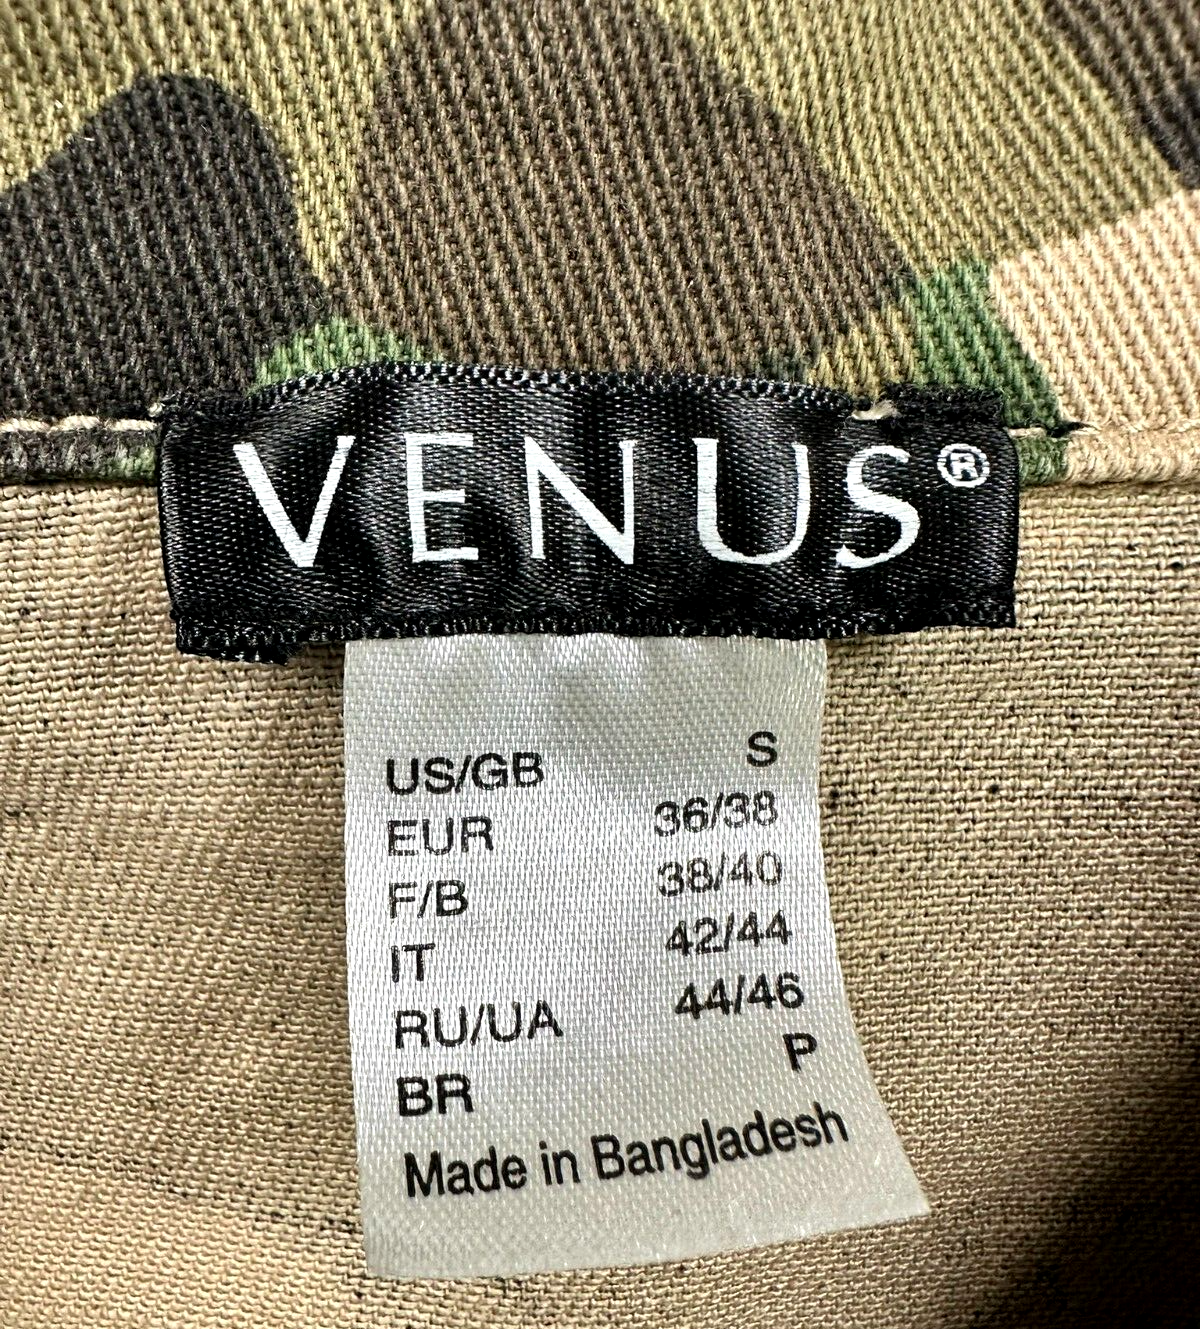 VENUS®
US/GB S
EUR 36/38
F/B 38/40
IT 42/44
RU/UA 44/46
BR P
Made in Bangladesh